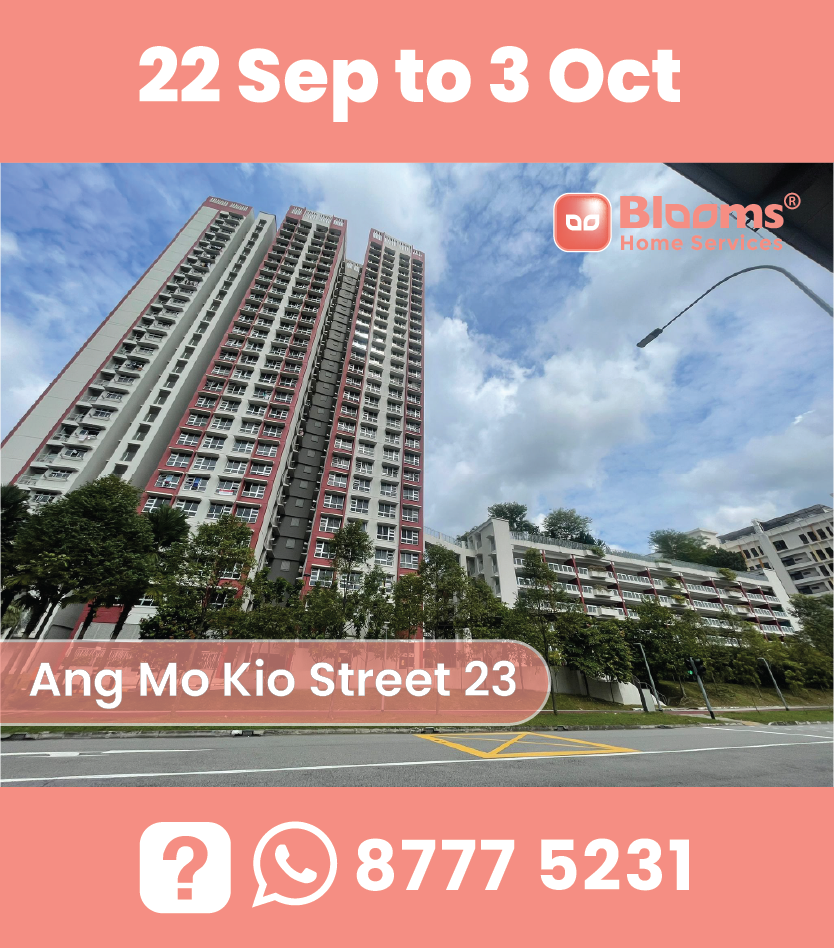 22 Sep to 3 Oct
Blooms®
Home Services
Ang Mo Kio Street 23
? 8777 5231